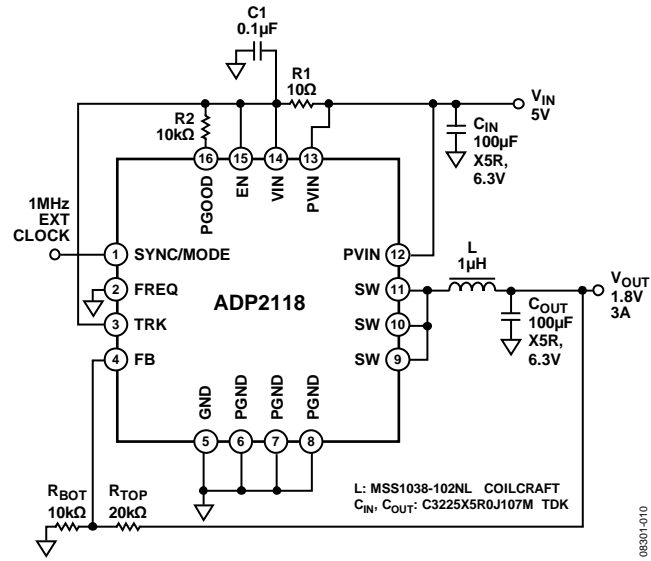 C1
0.1µF
R1
10Ω
R2
10kΩ
VIN
5V
CIN
100µF
X5R,
6.3V
16
15
14
13
PGOOD
EN
VIN
PVIN
1MHz
EXT
CLOCK
1 SYNC/MODE
2 FREQ
3 TRK
4 FB
ADP2118
PVIN 12
SW 11
SW 10
SW 9
L
1µH
VOUT
1.8V
3A
COUT
100µF
X5R,
6.3V
GND
PGND
PGND
PGND
5
6
7
8
RBOT
10kΩ
RTOP
20kΩ
L: MSS1038-102NL COILCRAFT
CIN, COUT: C3225X5R0J107M TDK
08301-010